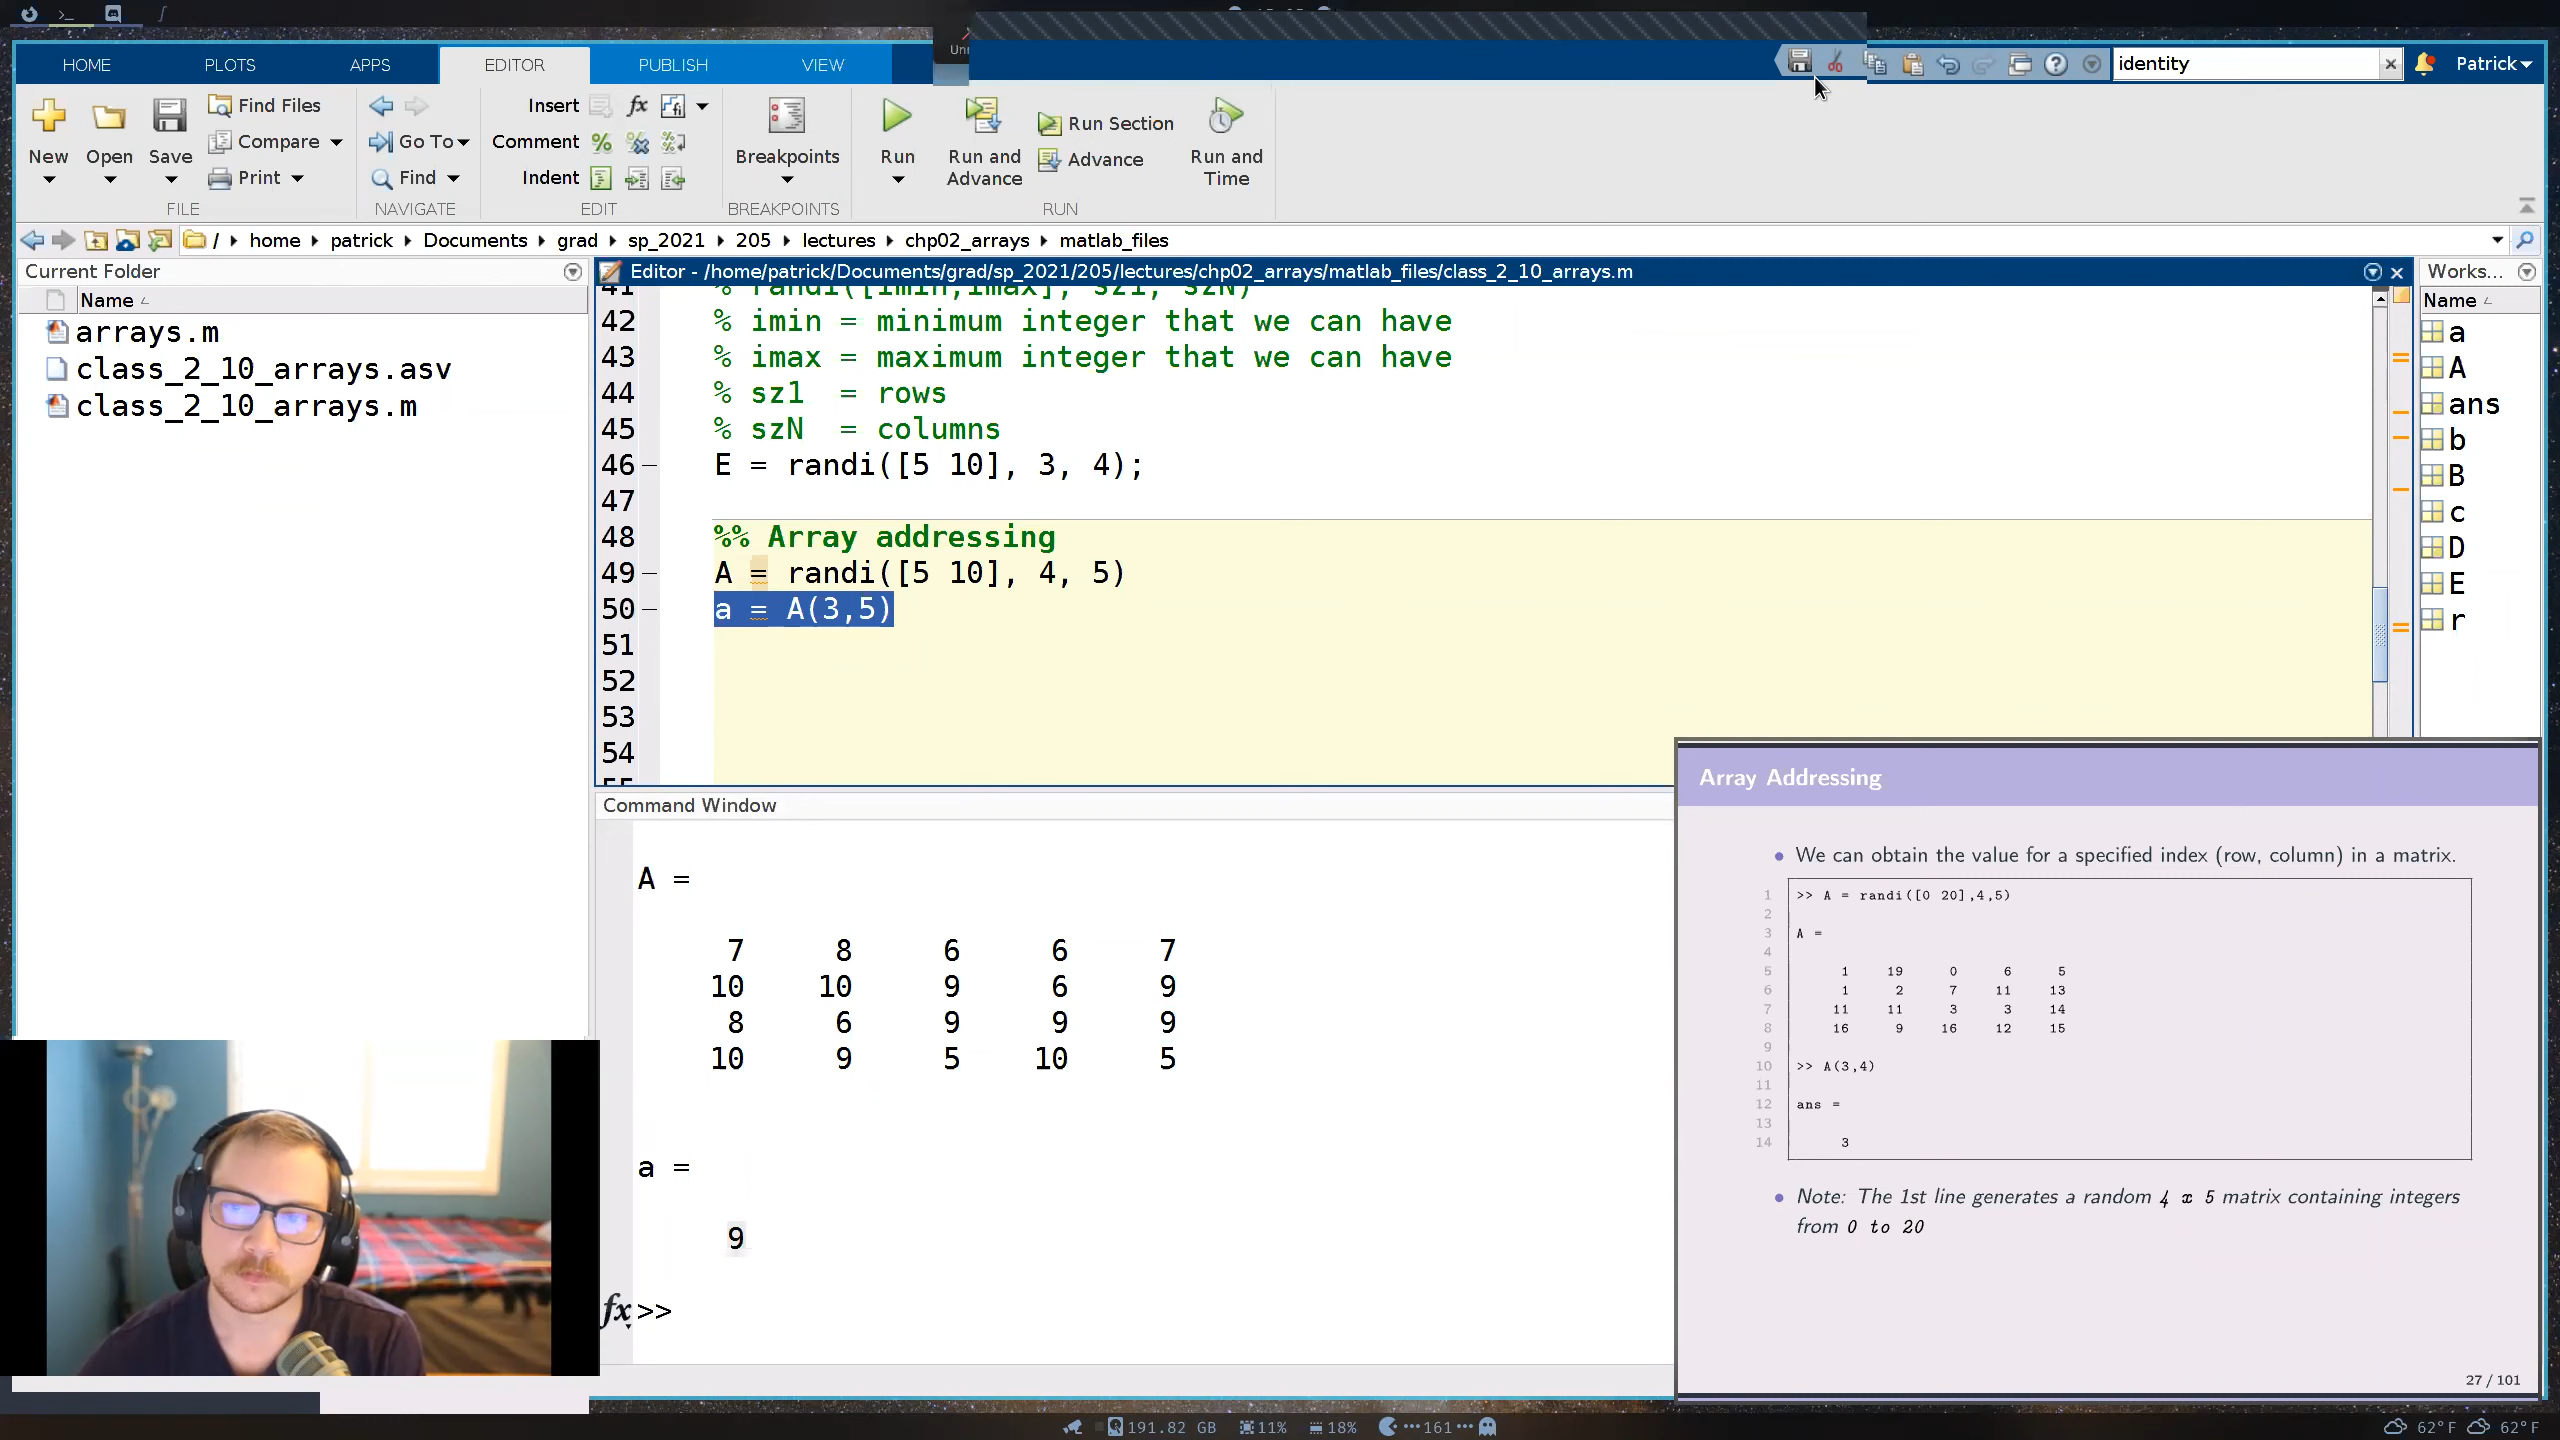 HOME PLOTS APPS EDITOR PUBLISH VIEW
identity
Patrick
New
Open
Save
Find Files
Compare
Print
FILE
Go To
Find
NAVIGATE
Insert
Comment
Indent
EDIT
Breakpoints
BREAKPOINTS
Run
Run and Advance
Run Section
Advance
Run and Time
RUN
/ home patrick Documents grad sp_2021 205 lectures chp02_arrays matlab_files
Current Folder
Name
arrays.m
class_2_10_arrays.asv
class_2_10_arrays.m
Editor - /home/patrick/Documents/grad/sp_2021/205/lectures/chp02_arrays/matlab_files/class_2_10_arrays.m
41 % randi([imin,imax], sz1, szN)
42 % imin = minimum integer that we can have
43 % imax = maximum integer that we can have
44 % sz1 = rows
45 % szN = columns
46 E = randi([5 10], 3, 4);
47
48 %% Array addressing
49 A = randi([5 10], 4, 5)
50 a = A(3,5)
51
52
53
54
Works...
Name
a
A
ans
b
B
c
D
E
r
Command Window
A =
7 8 6 6 7
10 10 9 6 9
8 6 9 9 9
10 9 5 10 5
a =
9
fx >>
Array Addressing
• We can obtain the value for a specified index (row, column) in a matrix.
1 >> A = randi([0 20],4,5)
2
3 A =
4
5 1 19 0 6 5
6 1 2 7 11 13
7 11 11 3 3 14
8 16 9 16 12 15
9
10 >> A(3,4)
11
12 ans =
13
14 3
• Note: The 1st line generates a random 4 x 5 matrix containing integers
from 0 to 20
27 / 101
191.82 GB 11% 18% 161 62°F 62°F